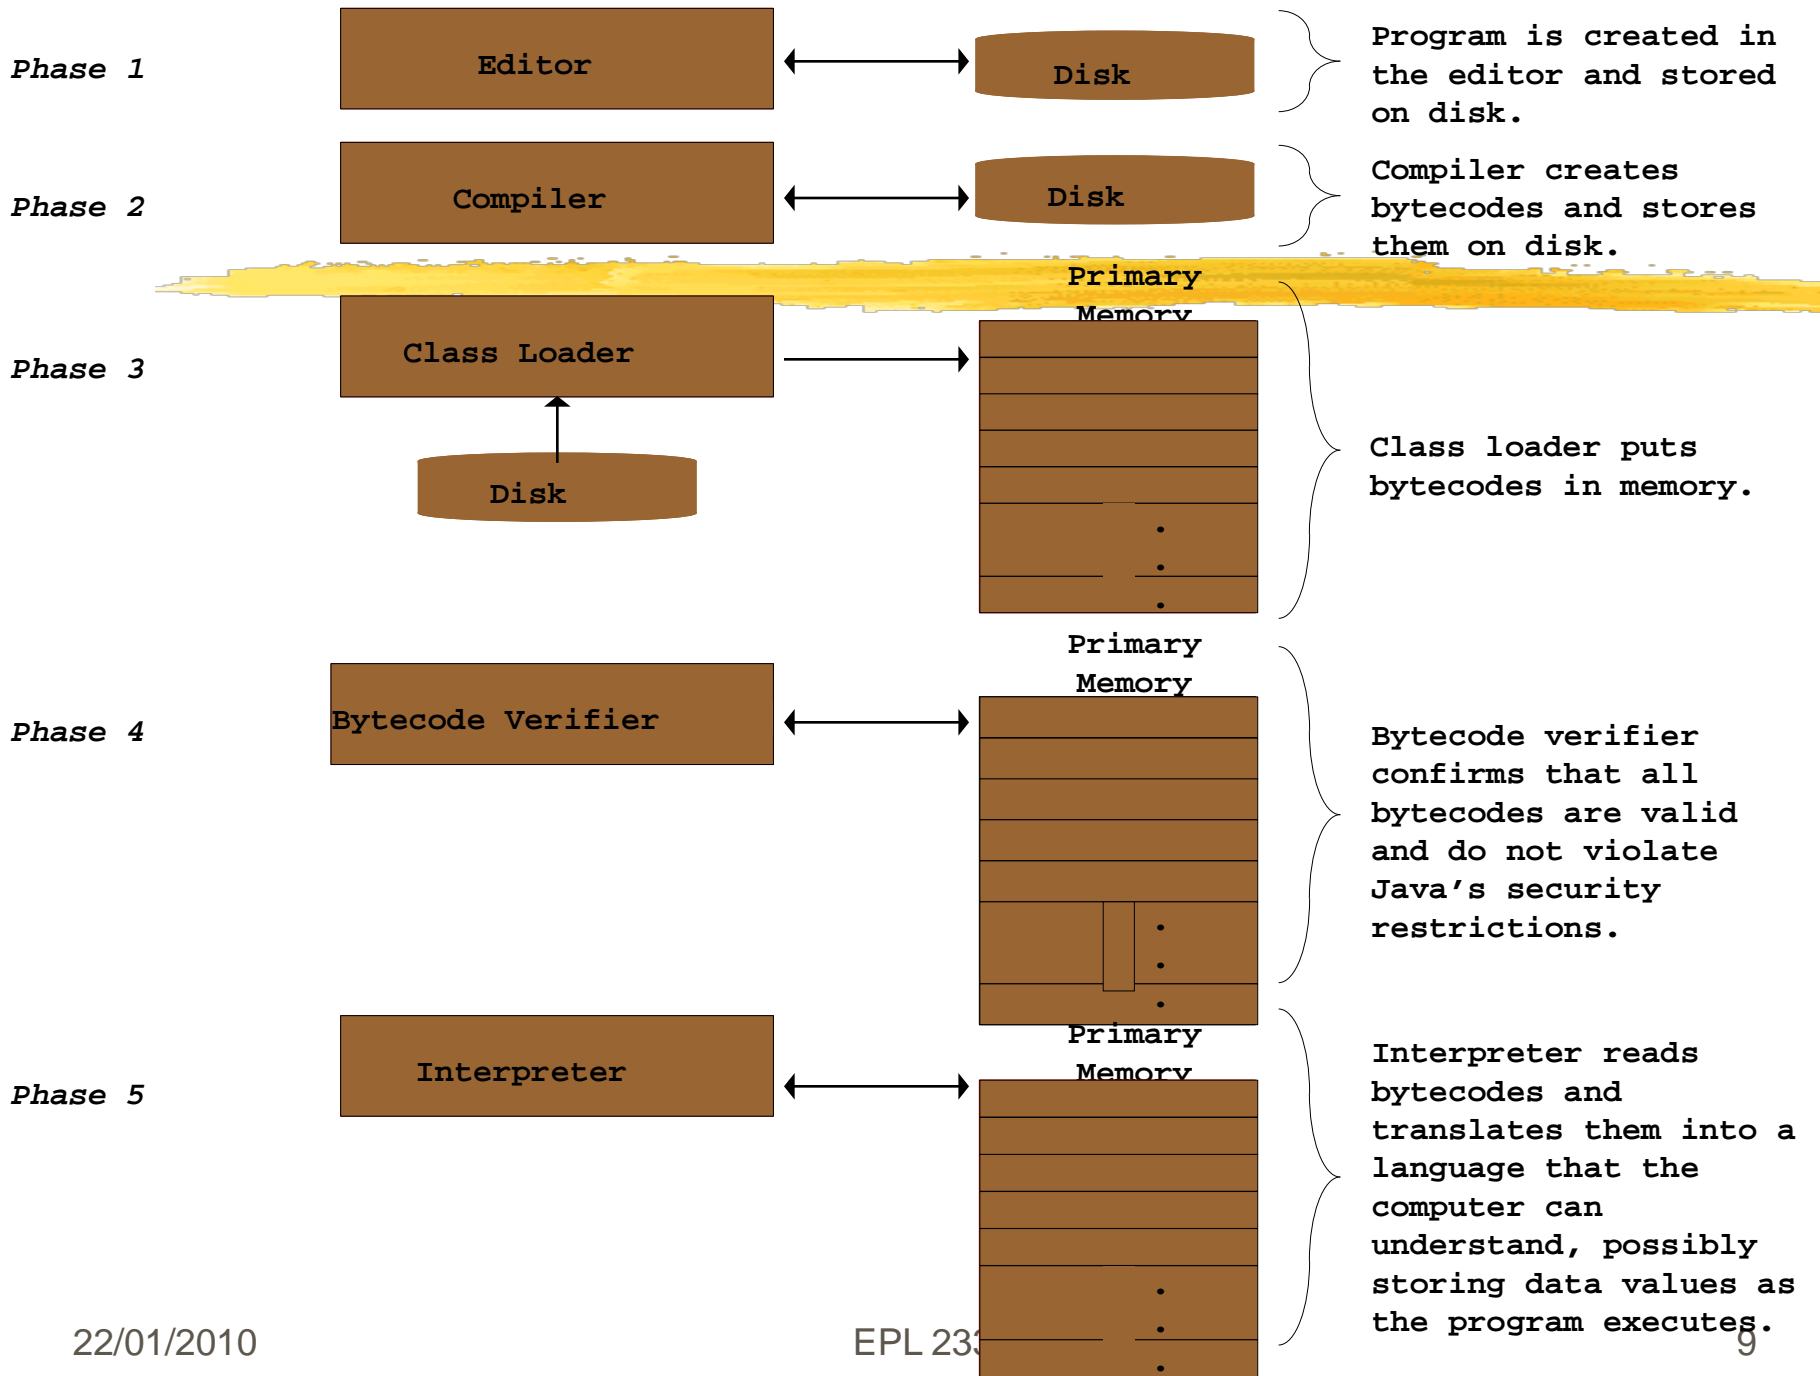 Phase 1
Editor
Disk
Program is created in
the editor and stored
on disk.
Phase 2
Compiler
Disk
Compiler creates
bytecodes and stores
them on disk.
Primary
Memory
Phase 3
Class Loader
Disk
Class loader puts
bytecodes in memory.
.
.
.
Primary
Memory
Phase 4
Bytecode Verifier
Bytecode verifier
confirms that all
bytecodes are valid
and do not violate
Java’s security
restrictions.
.
.
.
Primary
Memory
Phase 5
Interpreter
Interpreter reads
bytecodes and
translates them into a
language that the
computer can
understand, possibly
storing data values as
the program executes.
.
.
.
22/01/2010
EPL 233
9